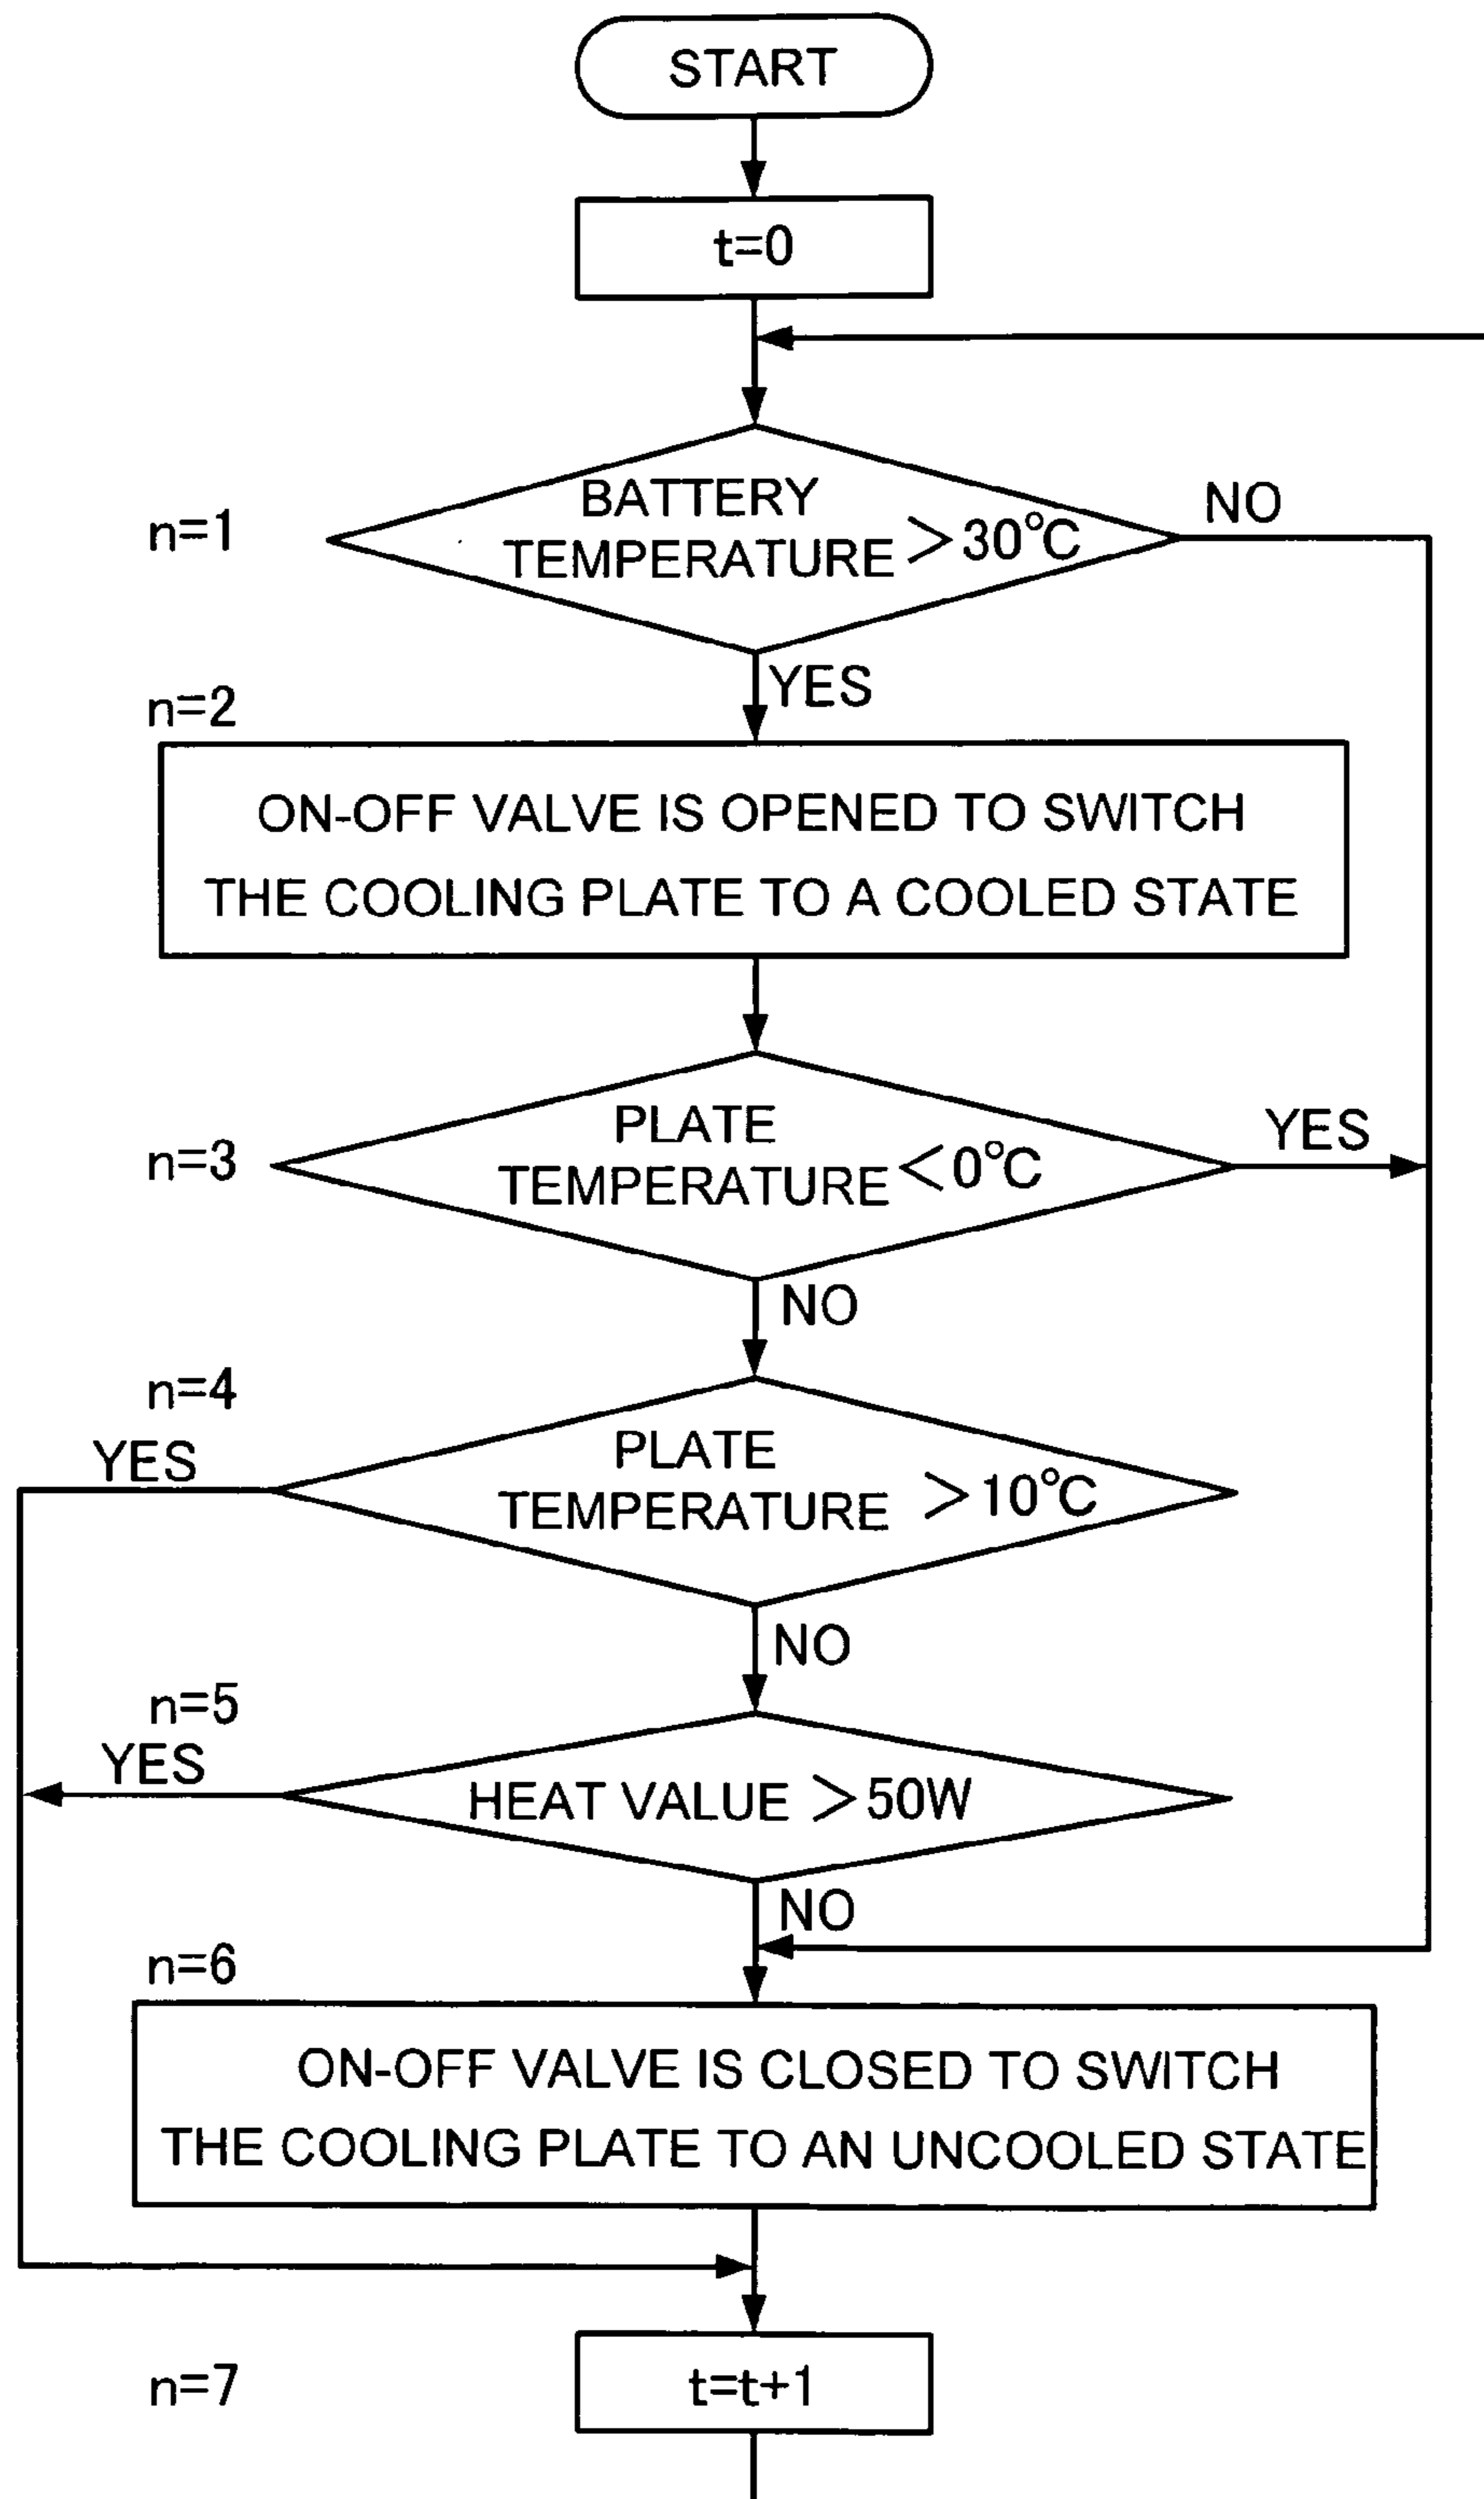 START
t=0
n=1
BATTERY
TEMPERATURE >30°C
NO
YES
n=2
ON-OFF VALVE IS OPENED TO SWITCH
THE COOLING PLATE TO A COOLED STATE
n=3
PLATE
TEMPERATURE <0°C
YES
NO
n=4
YES
PLATE
TEMPERATURE >10°C
NO
n=5
YES
HEAT VALUE >50W
NO
n=6
ON-OFF VALVE IS CLOSED TO SWITCH
THE COOLING PLATE TO AN UNCOOLED STATE
n=7
t=t+1